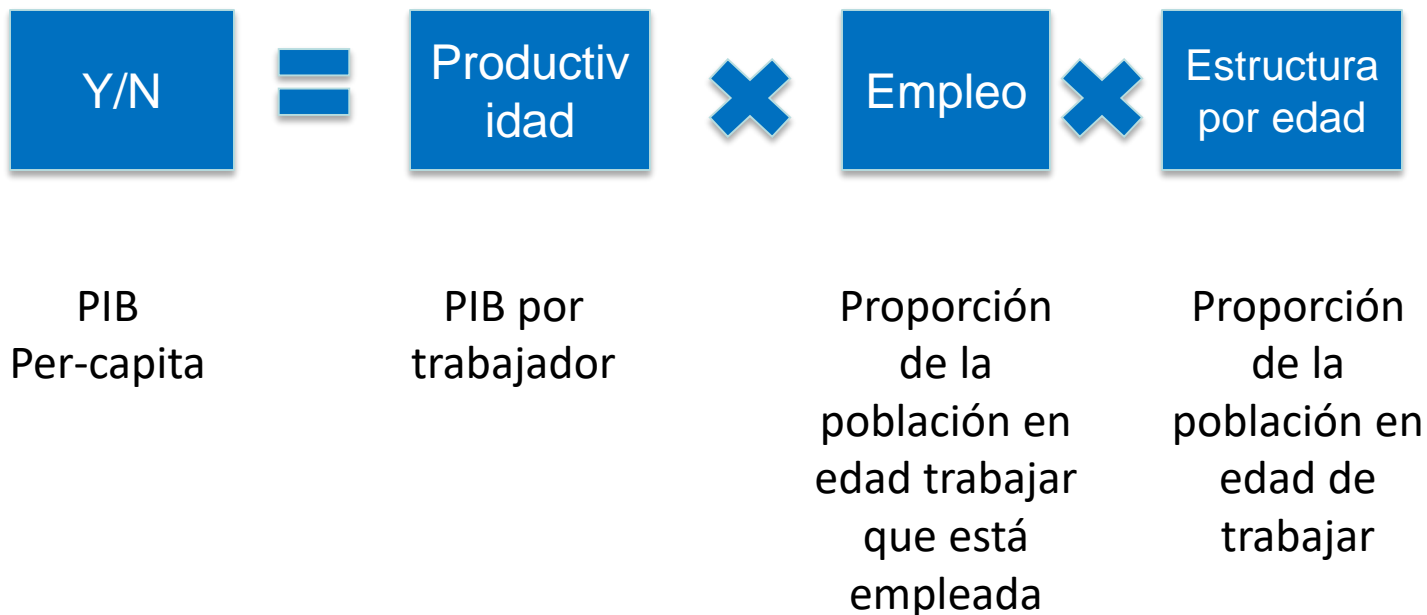 Y/N
Productiv
idad
Empleo
Estructura
por edad
PIB
Per-capita
PIB por
trabajador
Proporción
de la
población en
edad trabajar
que está
empleada
Proporción
de la
población en
edad de
trabajar